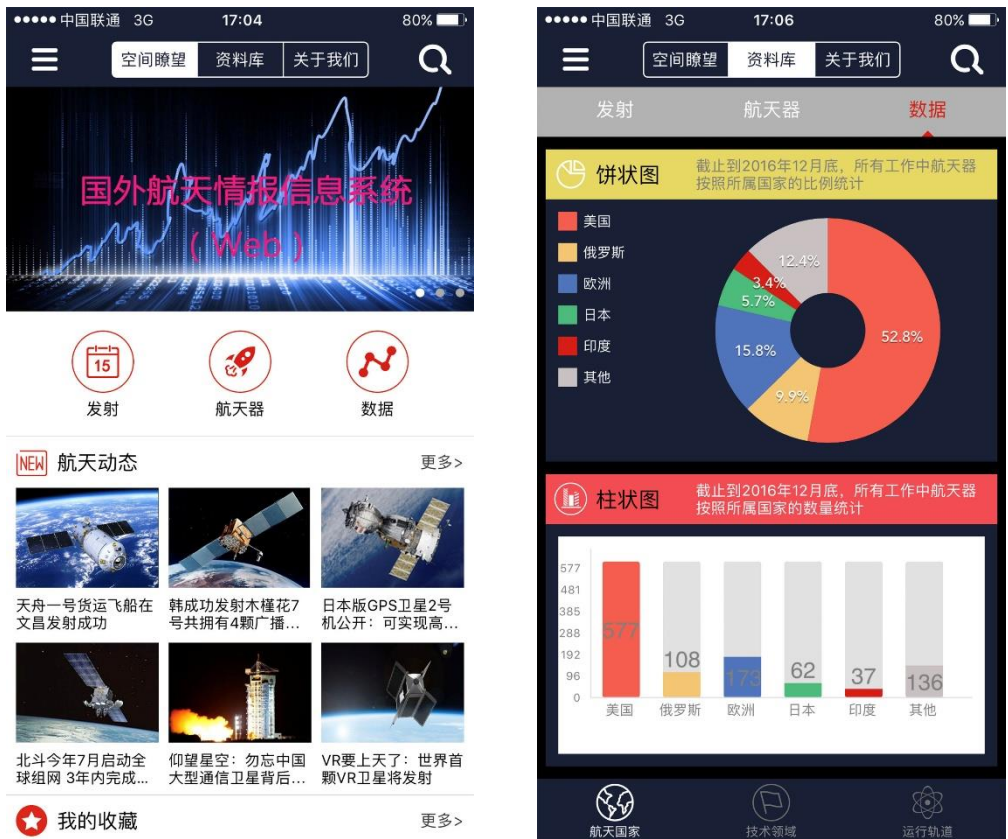 中国联通 3G 17:04 80%
空间瞭望 资料库 关于我们
国外航天情报信息系统
（Web）
15
发射 航天器 数据
NEW 航天动态 更多>
天舟一号货运飞船在
文昌发射成功
韩成功发射木槿花7
号共拥有4颗广播...
日本版GPS卫星2号
机公开：可实现高...
北斗今年7月启动全
球组网 3年内完成...
仰望星空：勿忘中国
大型通信卫星背后...
VR要上天了：世界首
颗VR卫星将发射
我的收藏 更多>
中国联通 3G 17:06 80%
空间瞭望 资料库 关于我们
发射 航天器 数据
饼状图
截止到2016年12月底，所有工作中航天器
按照所属国家的比例统计
美国
俄罗斯
欧洲
日本
印度
其他
12.4%
3.4%
5.7%
52.8%
15.8%
9.9%
柱状图
截止到2016年12月底，所有工作中航天器
按照所属国家的数量统计
577
481
385
288
192
96
0
577 108 173 62 37 136
美国 俄罗斯 欧洲 日本 印度 其他
航天国家 技术领域 运行轨道